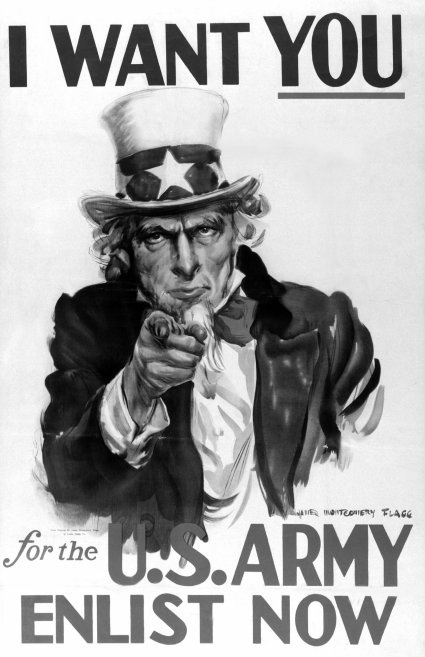 I WANT YOU
JAMES MONTGOMERY FLAGG
for the U.S. ARMY
ENLIST NOW